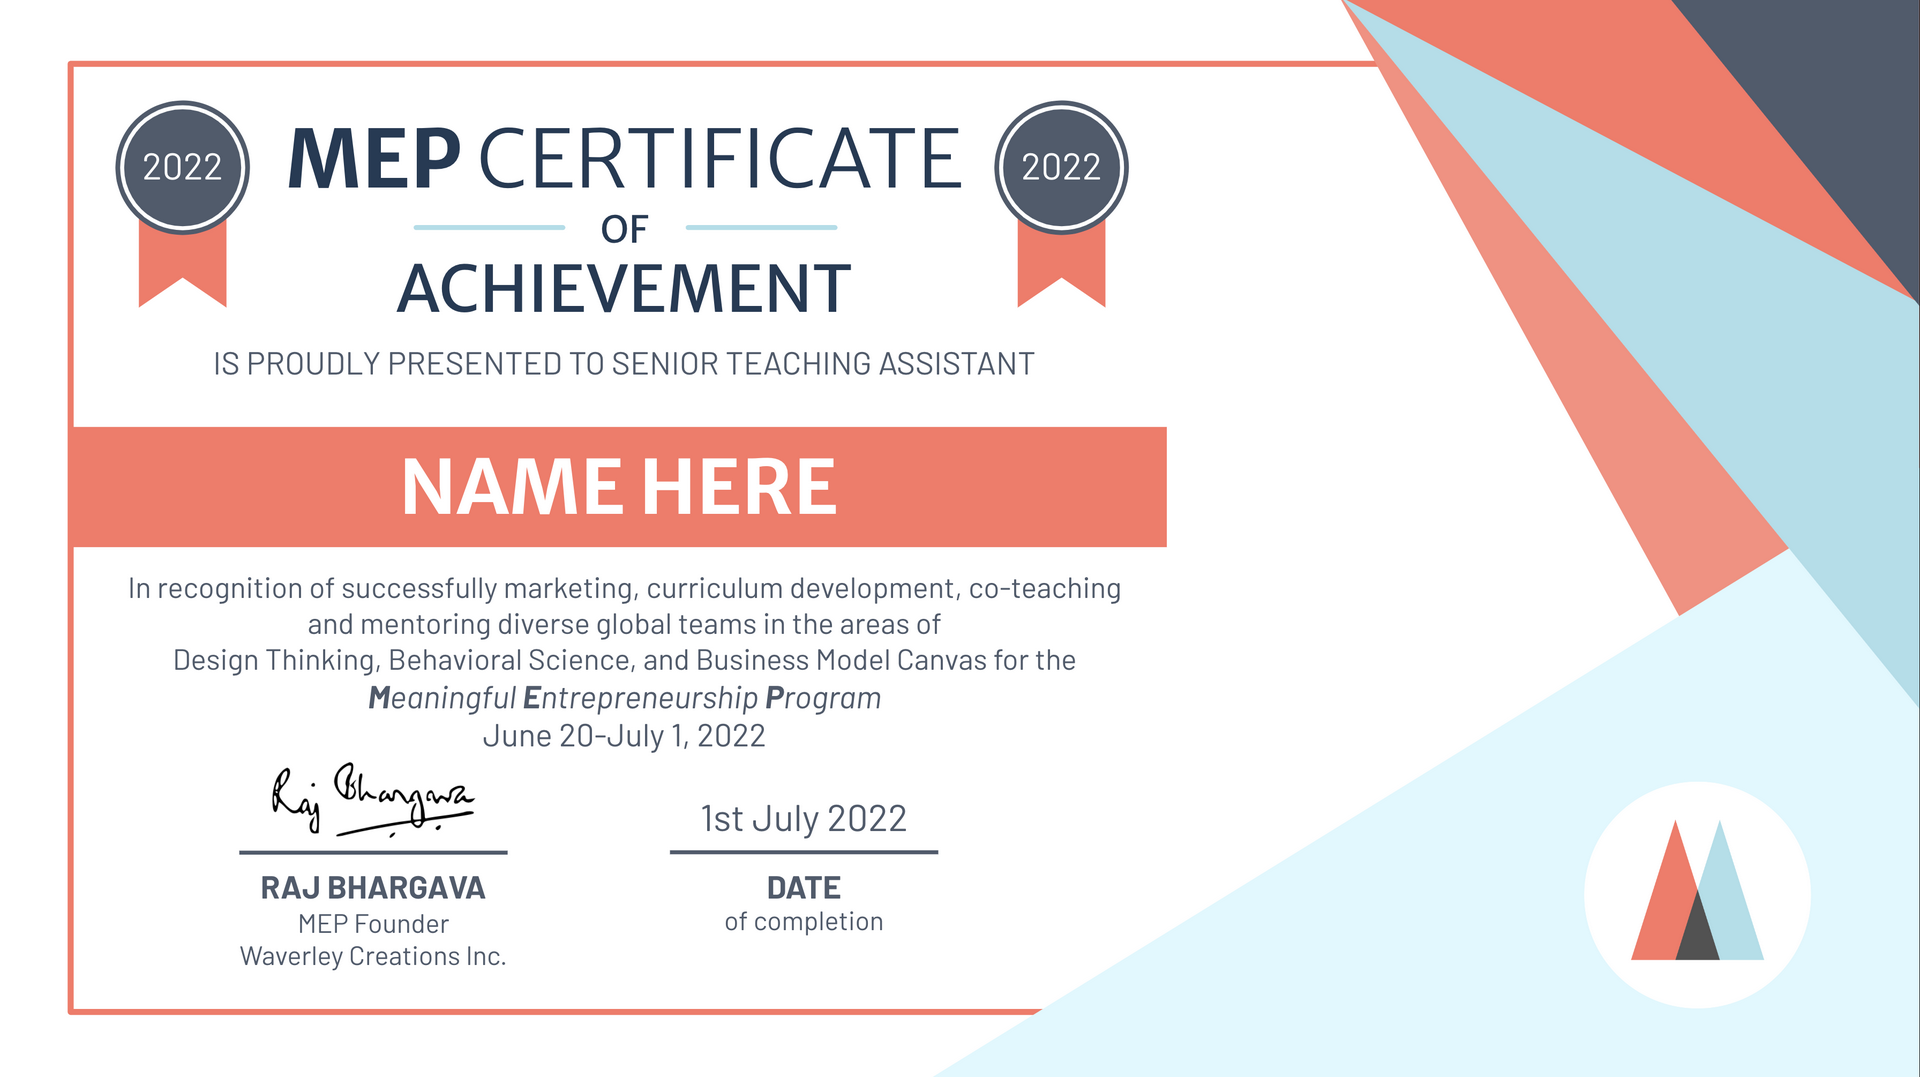 2022
MEP CERTIFICATE
2022
OF
ACHIEVEMENT
IS PROUDLY PRESENTED TO SENIOR TEACHING ASSISTANT
NAME HERE
In recognition of successfully marketing, curriculum development, co-teaching
and mentoring diverse global teams in the areas of
Design Thinking, Behavioral Science, and Business Model Canvas for the
Meaningful Entrepreneurship Program
June 20-July 1, 2022
Raj Bhargava
1st July 2022
RAJ BHARGAVA
DATE
MEP Founder
of completion
Waverley Creations Inc.